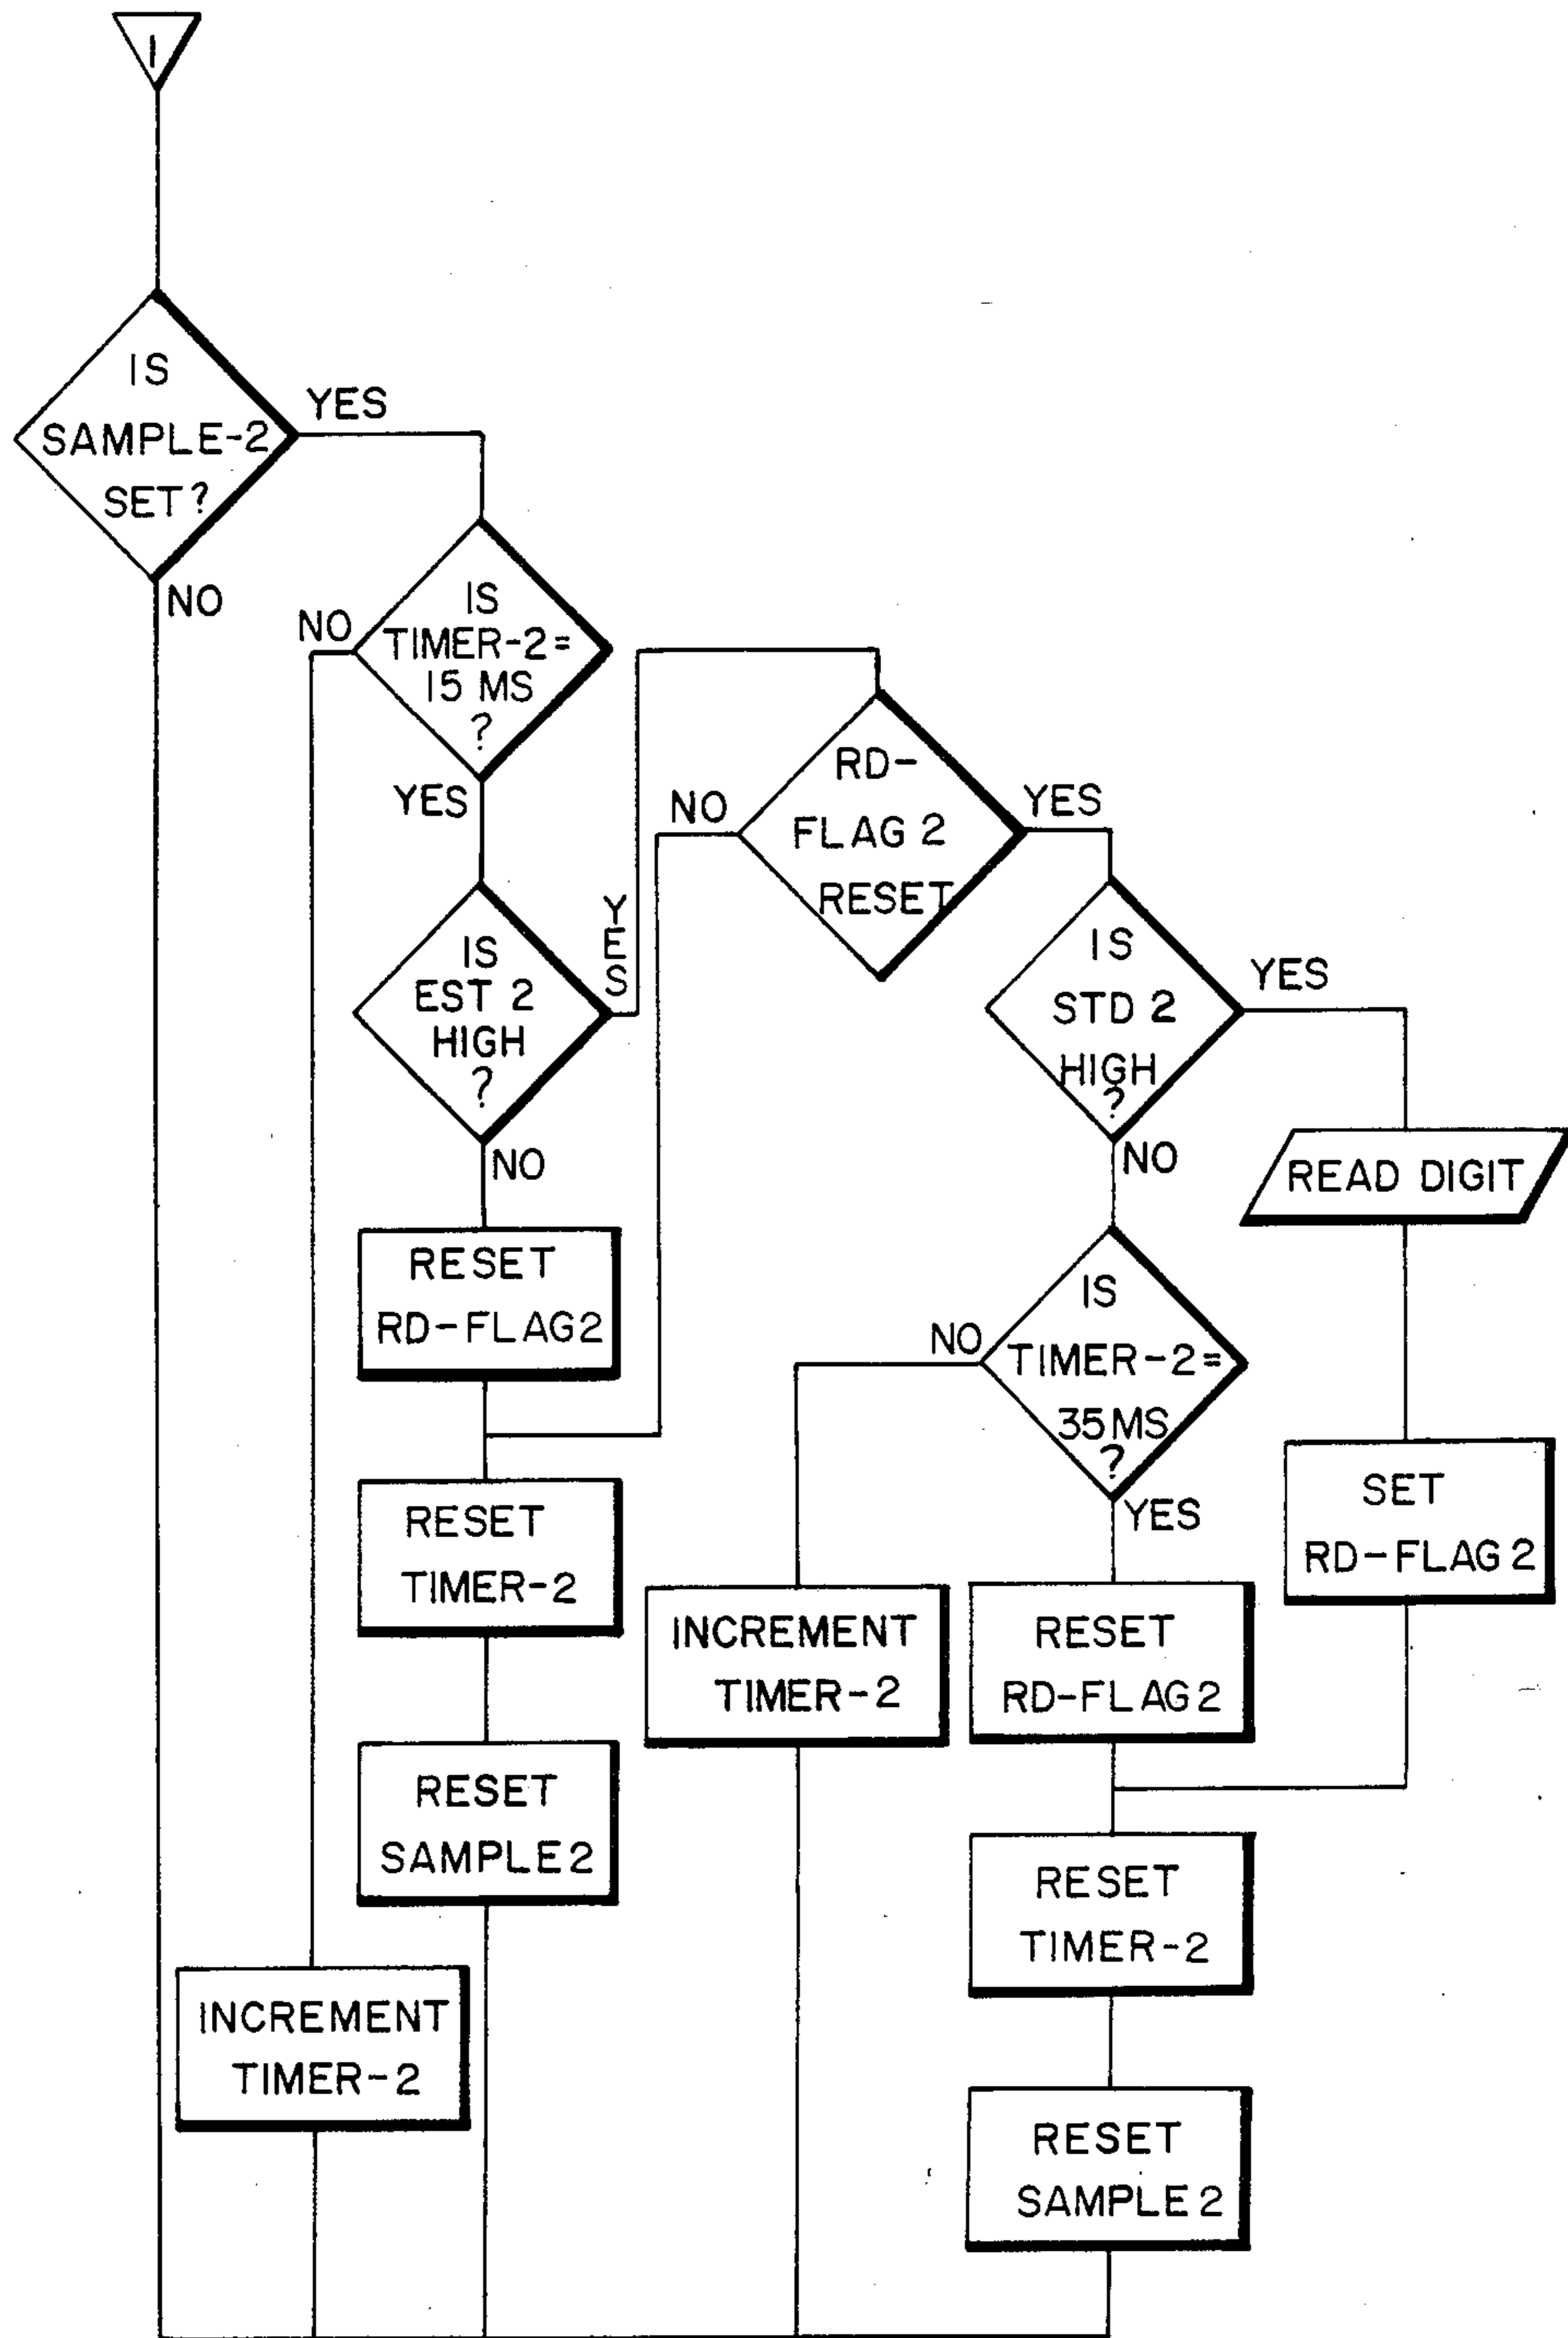 1
IS
SAMPLE-2
SET?
YES
NO
IS
TIMER-2=
15 MS
?
NO
YES
IS
EST 2
HIGH
?
YES
NO
RD-
FLAG 2
RESET
NO
YES
IS
STD 2
HIGH
?
YES
NO
READ DIGIT
RESET
RD-FLAG2
IS
TIMER-2=
35MS
?
NO
YES
SET
RD-FLAG 2
RESET
TIMER-2
INCREMENT
TIMER-2
RESET
RD-FLAG2
RESET
SAMPLE2
RESET
TIMER-2
INCREMENT
TIMER-2
RESET
SAMPLE 2